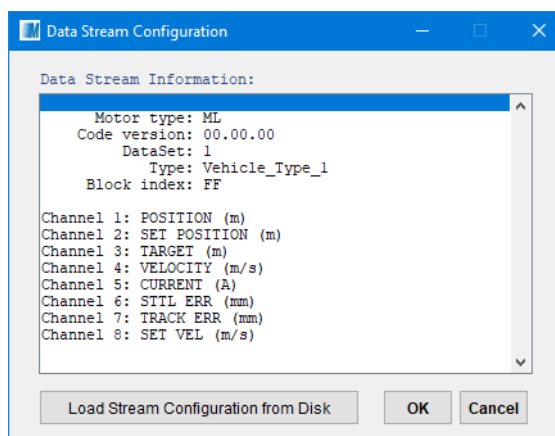 Data Stream Configuration
Data Stream Information:
Motor type: ML
Code version: 00.00.00
DataSet: 1
Type: Vehicle_Type_1
Block index: FF
Channel 1: POSITION (m)
Channel 2: SET POSITION (m)
Channel 3: TARGET (m)
Channel 4: VELOCITY (m/s)
Channel 5: CURRENT (A)
Channel 6: STTL ERR (mm)
Channel 7: TRACK ERR (mm)
Channel 8: SET VEL (m/s)
Load Stream Configuration from Disk OK Cancel